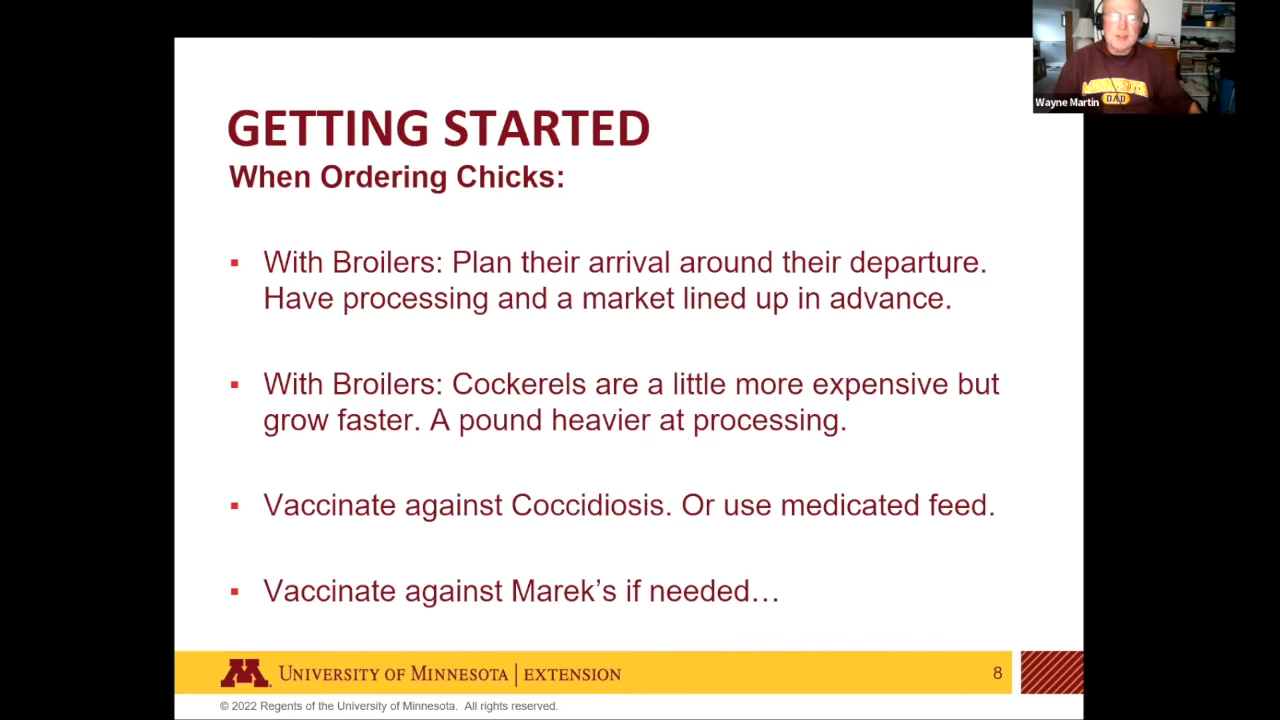 GETTING STARTED
When Ordering Chicks:
▪ With Broilers: Plan their arrival around their departure.
Have processing and a market lined up in advance.
▪ With Broilers: Cockerels are a little more expensive but
grow faster. A pound heavier at processing.
▪ Vaccinate against Coccidiosis. Or use medicated feed.
▪ Vaccinate against Marek’s if needed…
UNIVERSITY OF MINNESOTA | EXTENSION
8
© 2022 Regents of the University of Minnesota. All rights reserved.
MINNESOTA
DAD
Wayne Martin